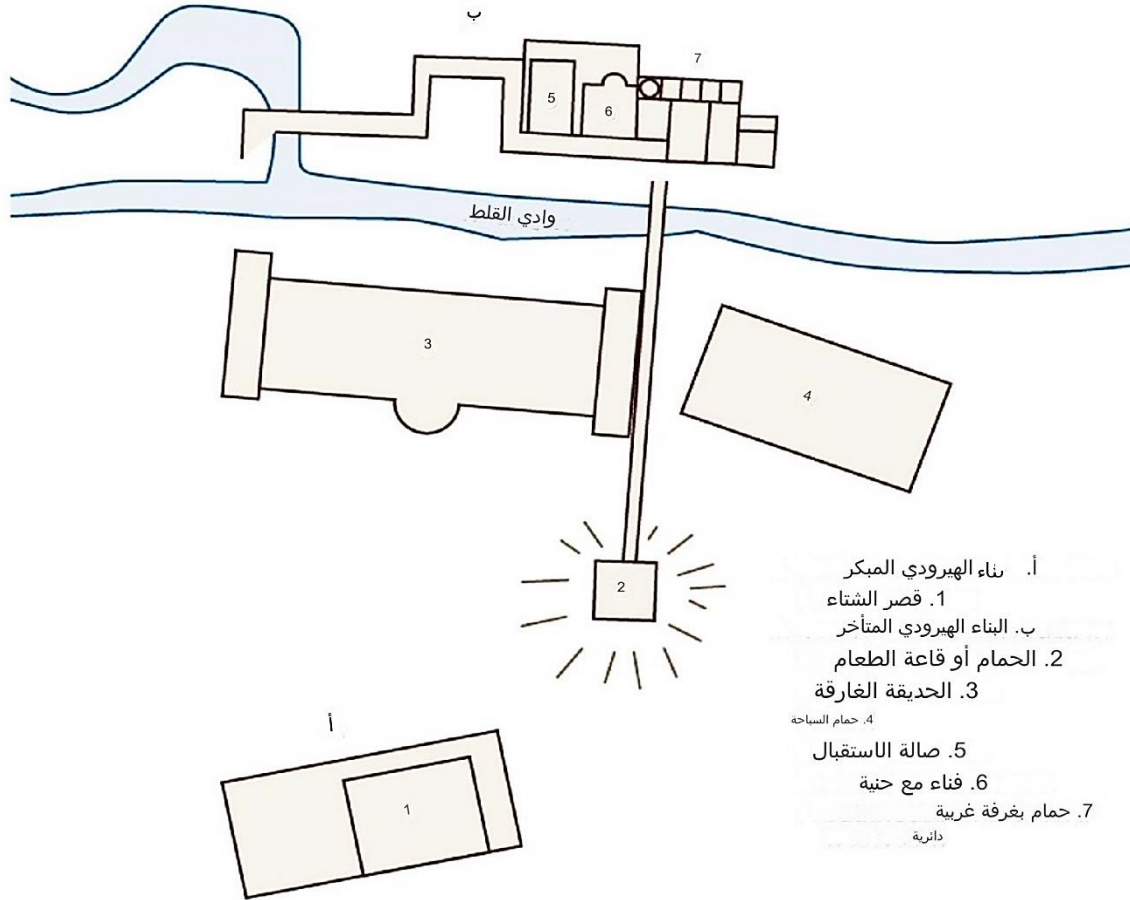 ب
7
5
6
وادي القلط
3
4
2
أ
1
أ. بناء الهيرودي المبكر
1. قصر الشتاء
ب. البناء الهيرودي المتأخر
2. الحمام أو قاعة الطعام
3. الحديقة الغارقة
4. حمام السباحة
5. صالة الاستقبال
6. فناء مع حنية
7. حمام بغرفة غربية
دائرية